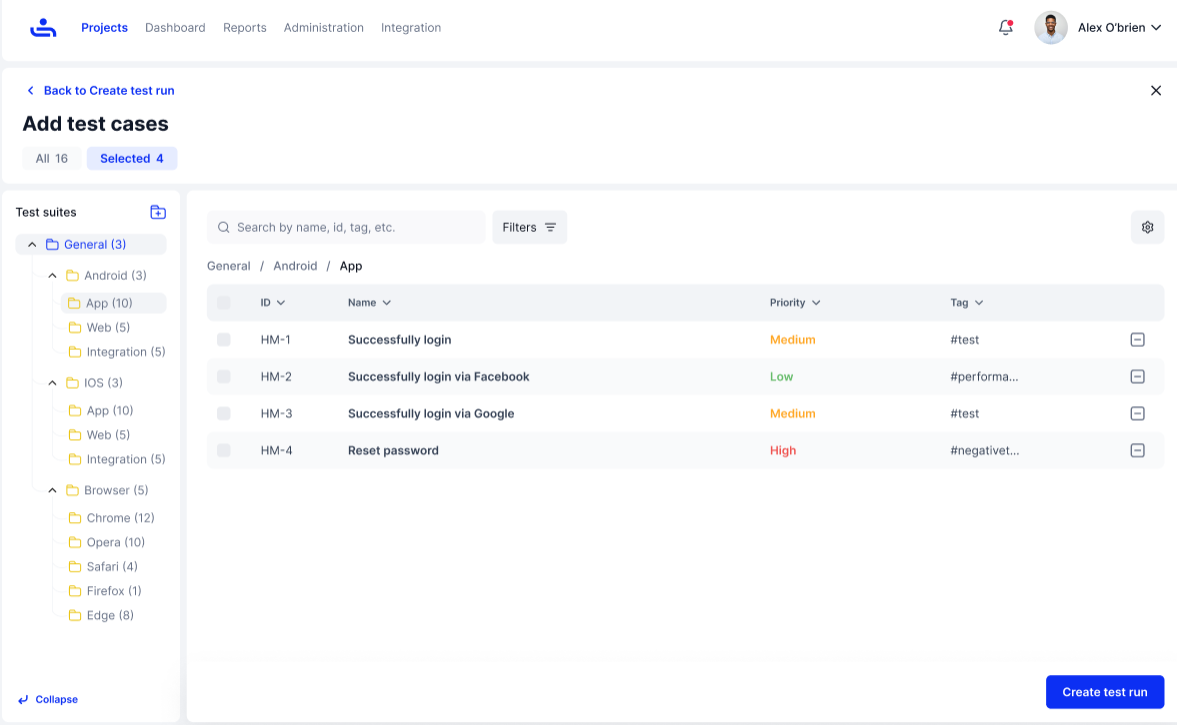 Projects Dashboard Reports Administration Integration Alex O'brien
Back to Create test run
Add test cases
All 16 Selected 4
Test suites
General (3)
Android (3)
App (10)
Web (5)
Integration (5)
IOS (3)
App (10)
Web (5)
Integration (5)
Browser (5)
Chrome (12)
Opera (10)
Safari (4)
Firefox (1)
Edge (8)
Collapse
Search by name, id, tag, etc. Filters
General / Android / App
ID Name Priority Tag
HM-1 Successfully login Medium #test
HM-2 Successfully login via Facebook Low #performa...
HM-3 Successfully login via Google Medium #test
HM-4 Reset password High #negativet...
Create test run